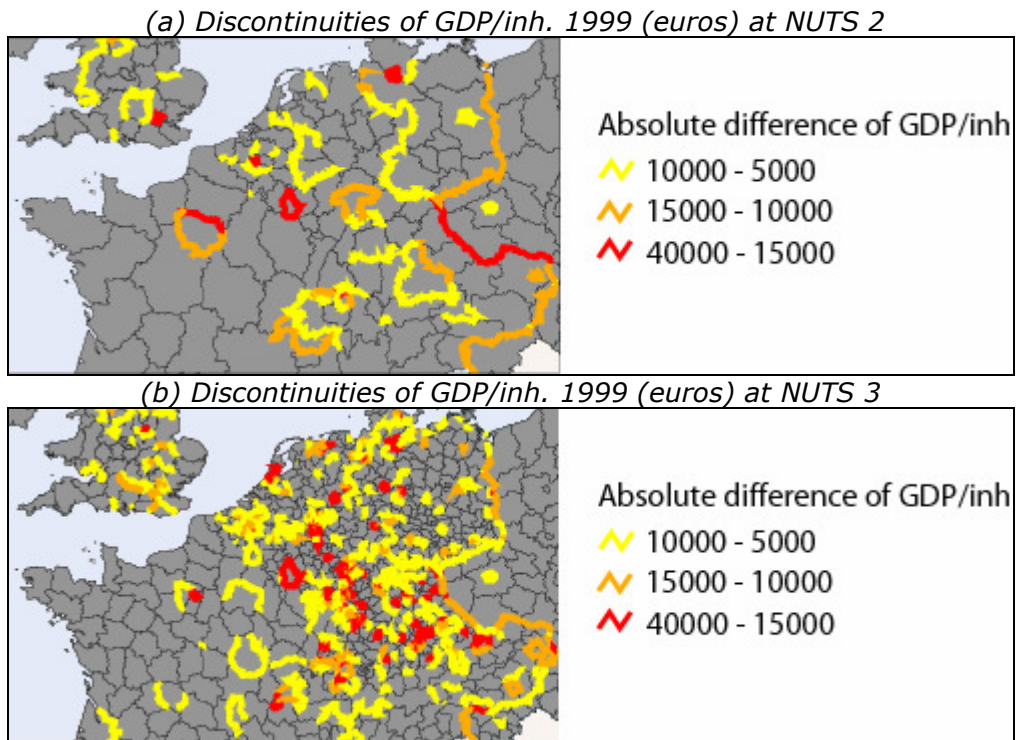 (a) Discontinuities of GDP/inh. 1999 (euros) at NUTS 2
Absolute difference of GDP/inh
10000 - 5000
15000 - 10000
40000 - 15000
(b) Discontinuities of GDP/inh. 1999 (euros) at NUTS 3
Absolute difference of GDP/inh
10000 - 5000
15000 - 10000
40000 - 15000